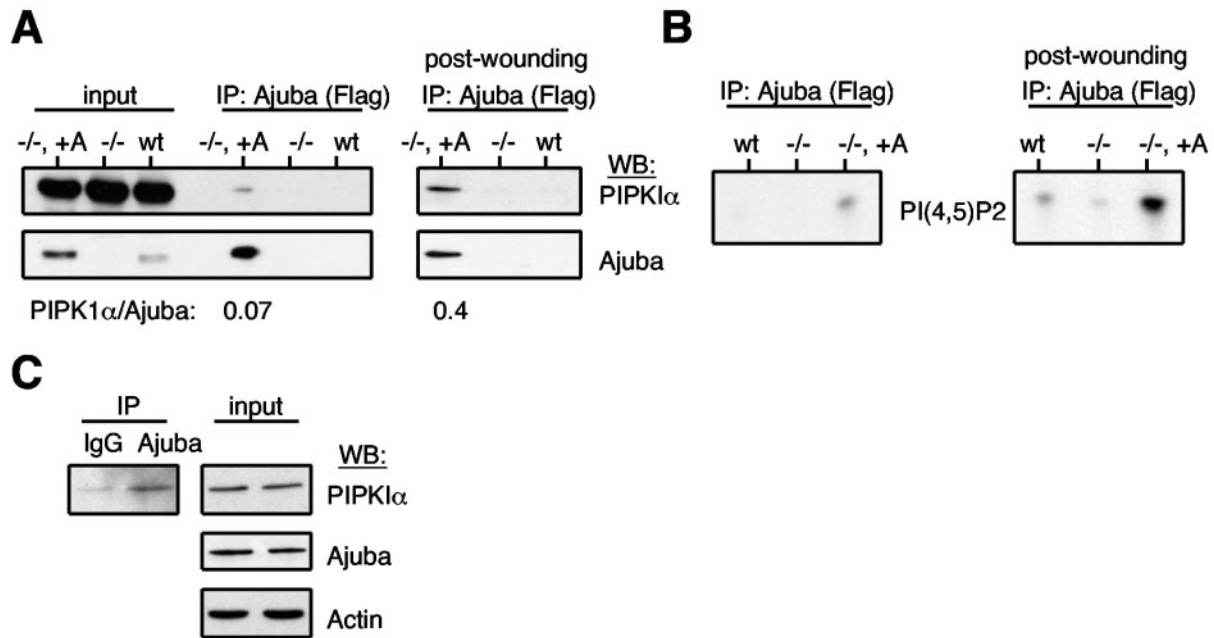 A
input
IP: Ajuba (Flag)
post-wounding
IP: Ajuba (Flag)
-/-, +A -/- wt -/-, +A -/- wt -/-, +A -/- wt
WB:
PIPKIα
Ajuba
PIPK1α/Ajuba: 0.07 0.4
B
IP: Ajuba (Flag)
post-wounding
IP: Ajuba (Flag)
wt -/- -/-, +A wt -/- -/-, +A
PI(4,5)P2
C
IP input
IgG Ajuba
WB:
PIPKIα
Ajuba
Actin